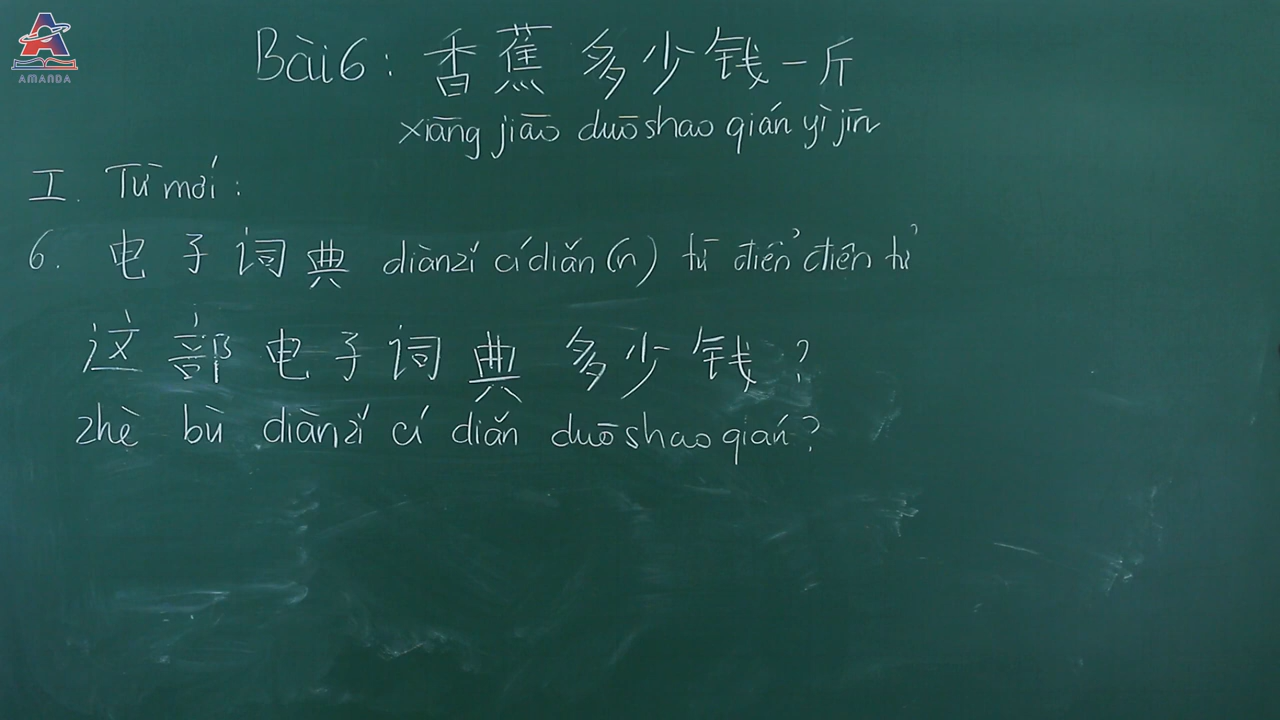 AMANDA
Bài 6: 香蕉多少钱一斤
xiāng jiāo duōshao qián yì jīn
I. Từ mới:
6. 电子词典 diànzǐ cídiǎn (n) từ điển điện tử
这部电子词典多少钱?
zhè bù diànzǐ cí diǎn duōshao qián?